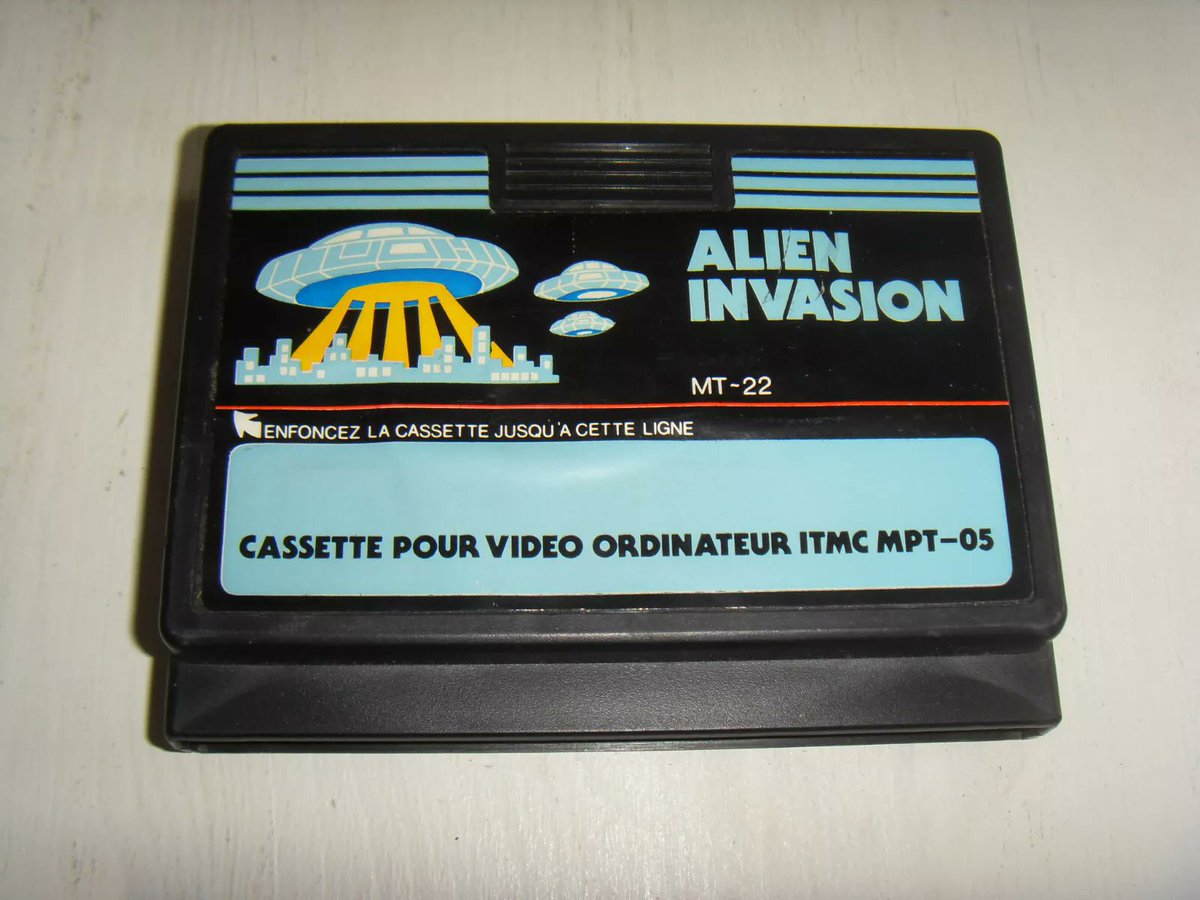 ALIEN
INVASION
MT-22
ENFONCEZ LA CASSETTE JUSQU'A CETTE LIGNE
CASSETTE POUR VIDEO ORDINATEUR ITMC MPT-05